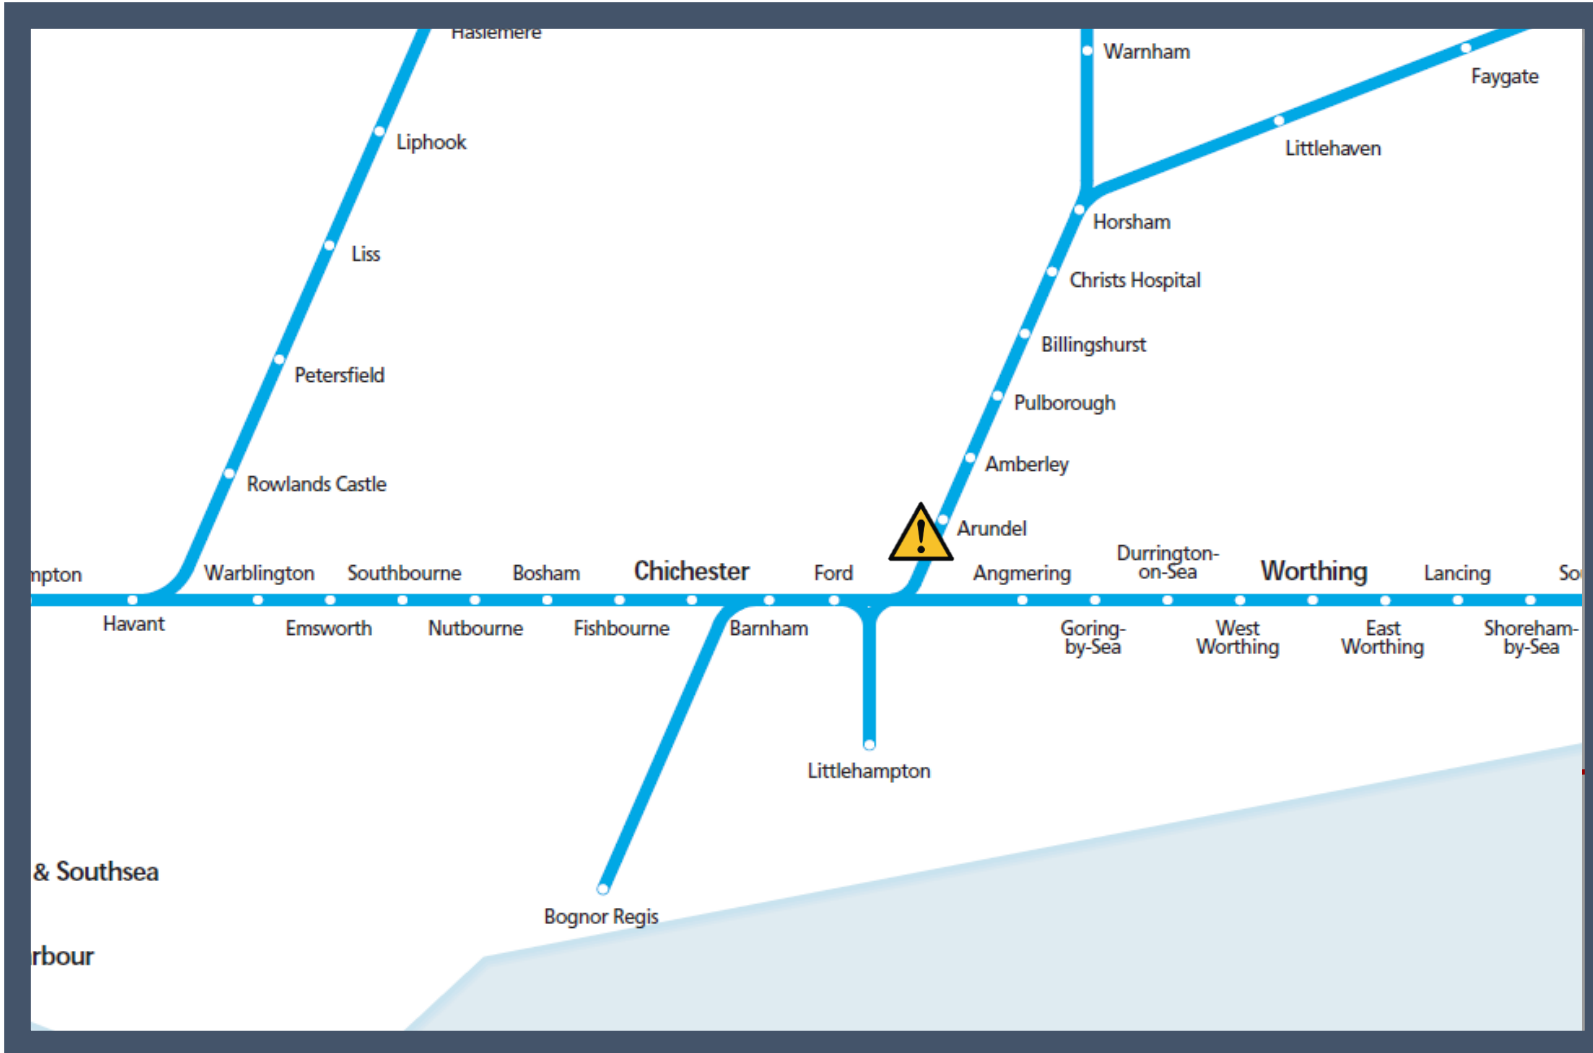 Haslemere
Warnham
Faygate
Liphook
Littlehaven
Horsham
Liss
Christs Hospital
Billingshurst
Petersfield
Pulborough
Amberley
Rowlands Castle
!
Arundel
mpton
Warblington
Southbourne
Bosham
Chichester
Ford
Angmering
Durrington-
on-Sea
Worthing
Lancing
Sou
Havant
Emsworth
Nutbourne
Fishbourne
Barnham
Goring-
by-Sea
West
Worthing
East
Worthing
Shoreham-
by-Sea
Littlehampton
& Southsea
Bognor Regis
rbour